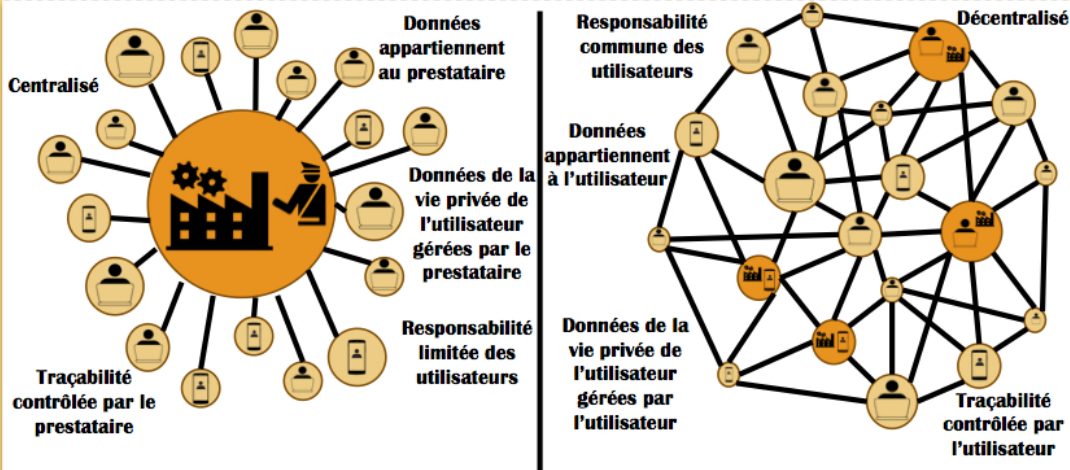 Centralisé
Données
appartiennent
au prestataire
Données de la
vie privée de
l'utilisateur
gérées par le
prestataire
Responsabilité
limitée des
utilisateurs
Traçabilité
contrôlée par le
prestataire
Responsabilité
commune des
utilisateurs
Décentralisé
Données
appartiennent
à l'utilisateur
Données de la
vie privée de
l'utilisateur
gérées par
l'utilisateur
Traçabilité
contrôlée par
l'utilisateur